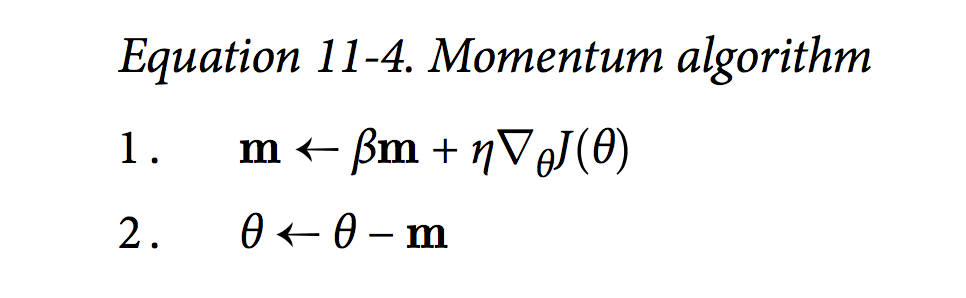 Equation 11-4. Momentum algorithm
1. m ← βm + η∇θJ(θ)
2. θ ← θ – m